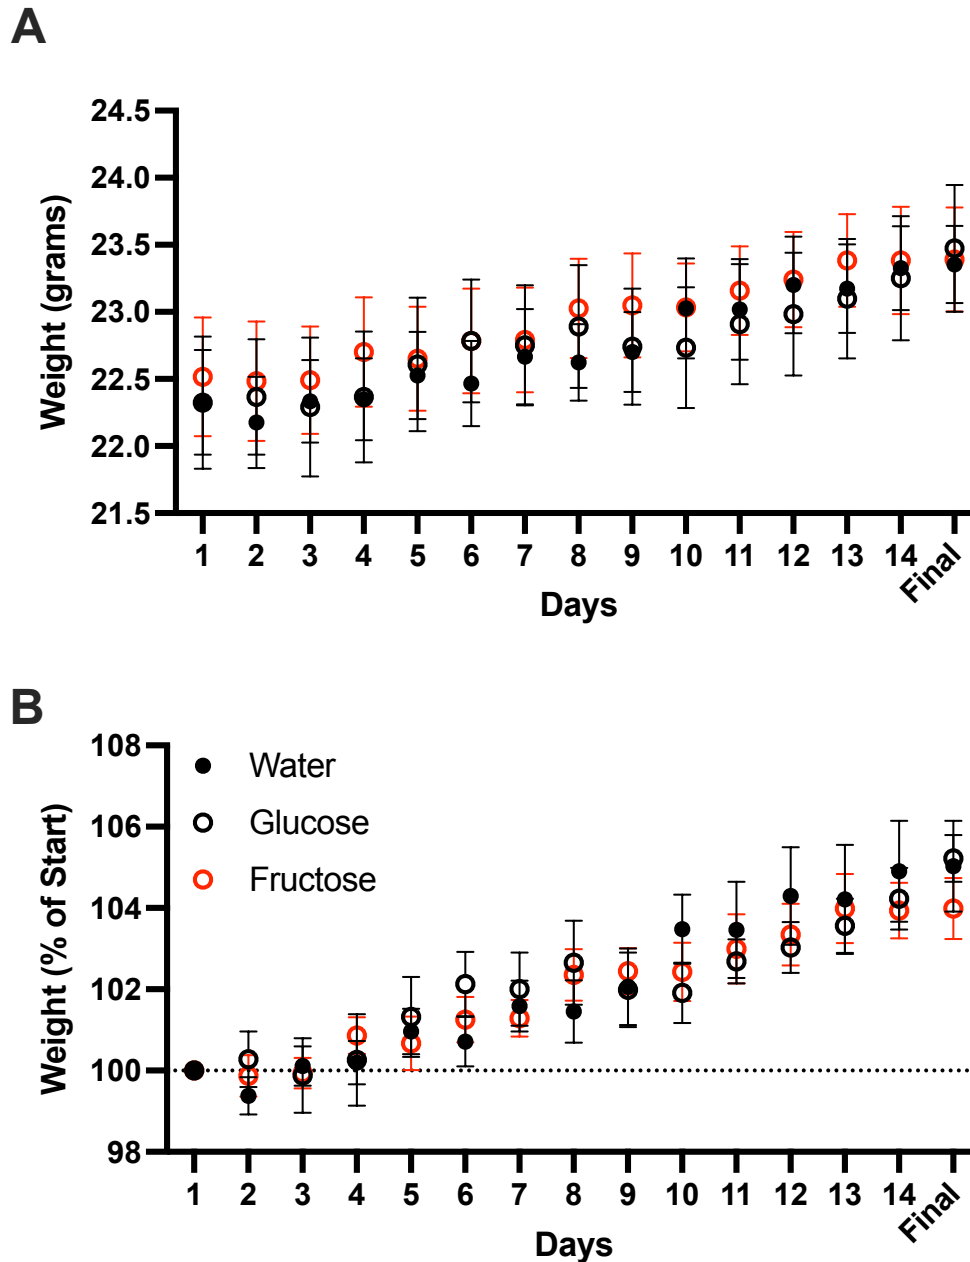 A
24.5
24.0
23.5
23.0
22.5
22.0
21.5
Weight (grams)
1 2 3 4 5 6 7 8 9 10 11 12 13 14 Final
Days
B
108
106
104
102
100
98
Weight (% of Start)
Water
Glucose
Fructose
1 2 3 4 5 6 7 8 9 10 11 12 13 14 Final
Days